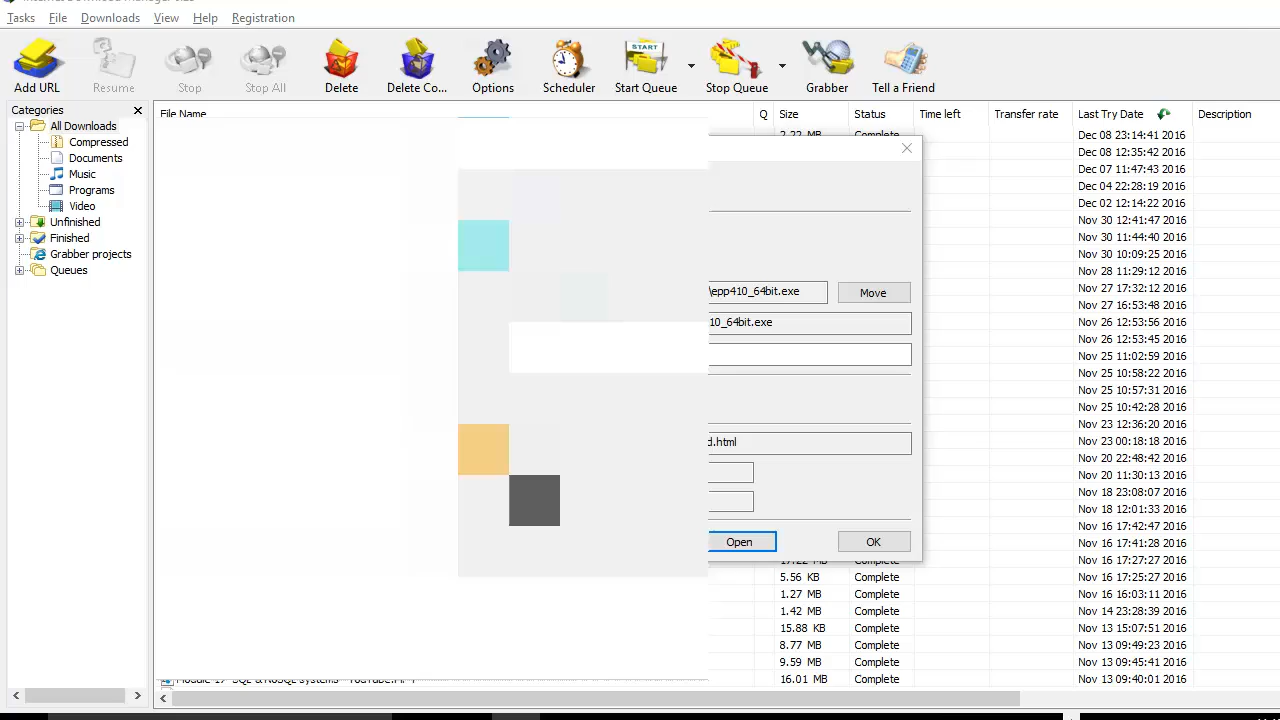 Tasks File Downloads View Help Registration
Add URL Resume Stop Stop All Delete Delete Co... Options Scheduler Start Queue Stop Queue Grabber Tell a Friend
START
Categories
File Name Q Size Status Time left Transfer rate Last Try Date Description
All Downloads
Compressed
Documents
Music
Programs
Video
Unfinished
Finished
Grabber projects
Queues
2.22 MB Complete Dec 08 23:14:41 2016
Dec 08 12:35:42 2016
Dec 07 11:47:43 2016
Dec 04 22:28:19 2016
Dec 02 12:14:22 2016
Nov 30 12:41:47 2016
Nov 30 11:44:40 2016
Nov 30 10:09:25 2016
Nov 28 11:29:12 2016
Nov 27 17:32:12 2016
Nov 27 16:53:48 2016
Nov 26 12:53:56 2016
Nov 26 12:53:45 2016
Nov 25 11:02:59 2016
Nov 25 10:58:22 2016
Nov 25 10:57:31 2016
Nov 25 10:42:28 2016
Nov 23 12:36:20 2016
Nov 23 00:18:18 2016
Nov 20 22:48:42 2016
Nov 20 11:30:13 2016
Nov 18 23:08:07 2016
Nov 18 12:01:33 2016
Nov 16 17:42:47 2016
Nov 16 17:41:28 2016
17.22 MB Complete Nov 16 17:27:27 2016
5.56 KB Complete Nov 16 17:25:27 2016
1.27 MB Complete Nov 16 16:03:11 2016
1.42 MB Complete Nov 14 23:28:39 2016
15.88 KB Complete Nov 13 15:07:51 2016
8.77 MB Complete Nov 13 09:49:23 2016
9.59 MB Complete Nov 13 09:45:41 2016
16.01 MB Complete Nov 13 09:40:01 2016
\epp410_64bit.exe
Move
10_64bit.exe
d.html
Open
OK